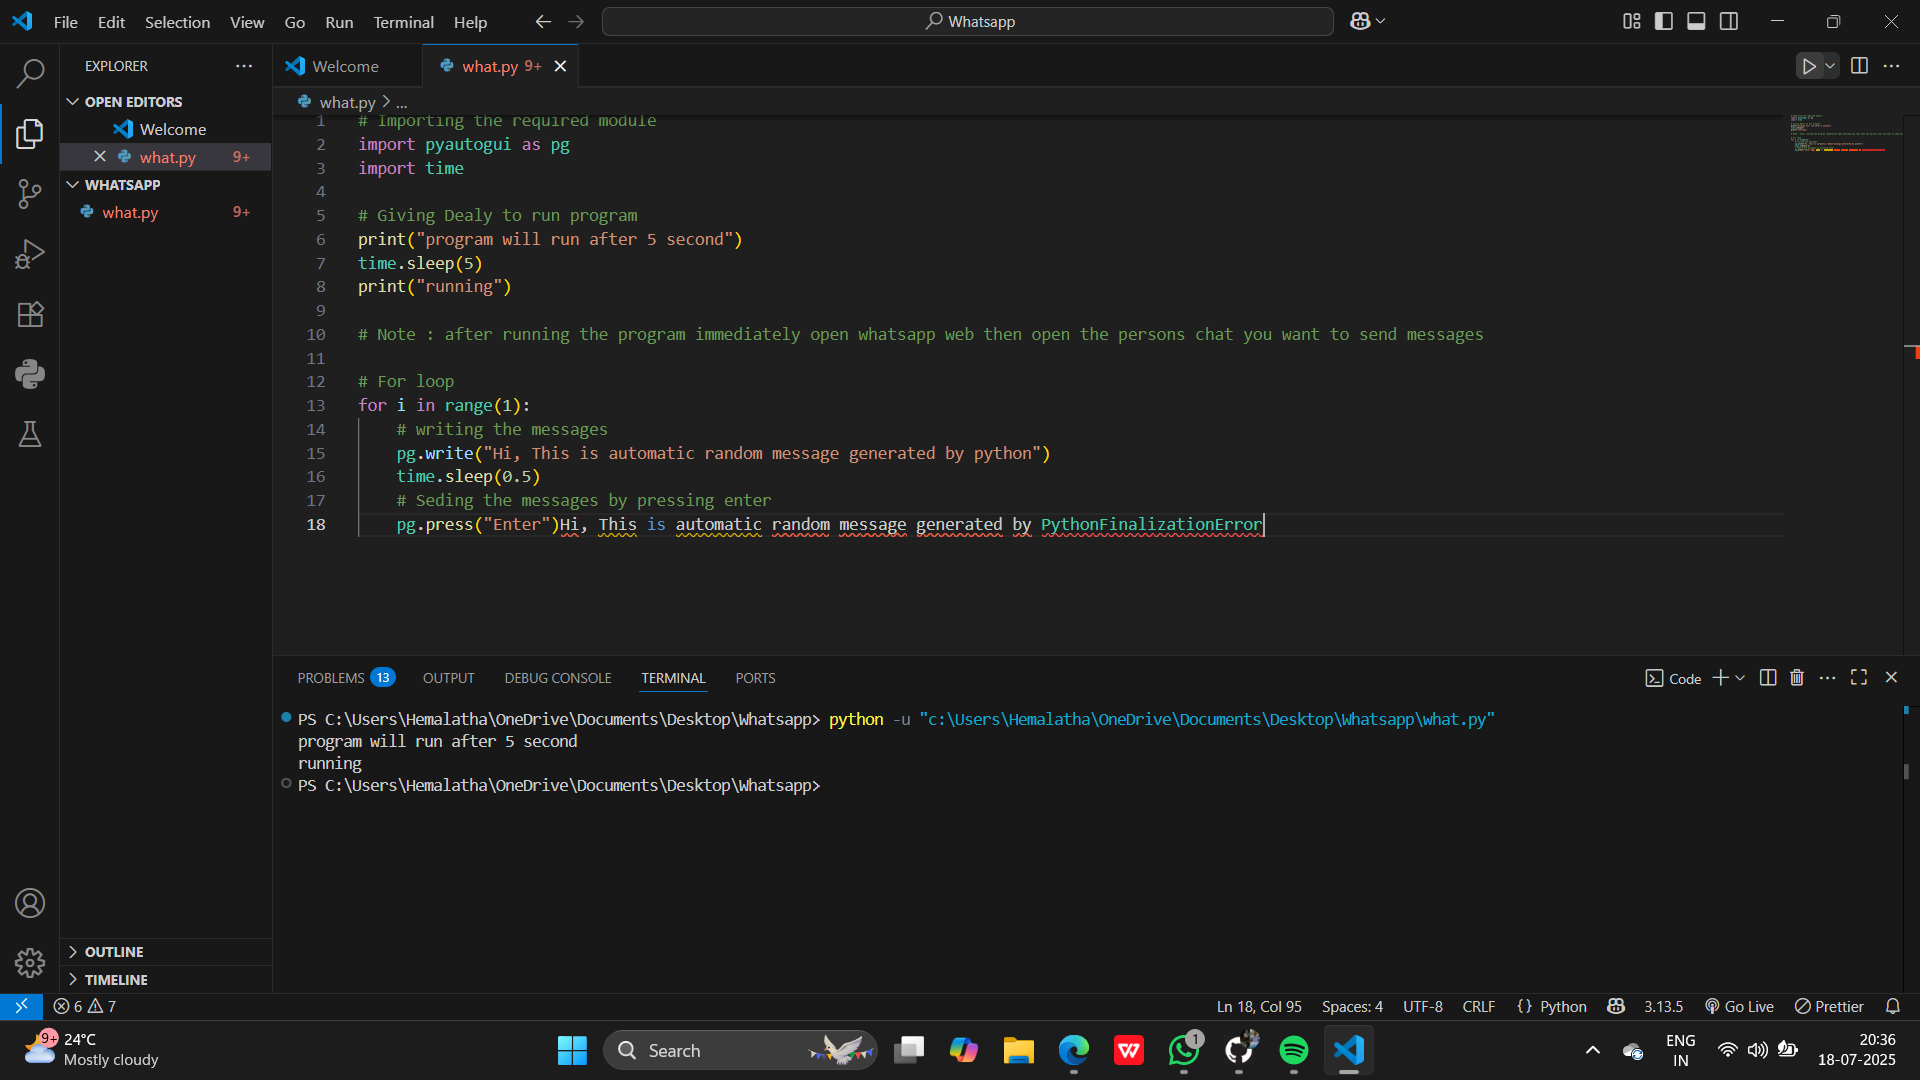 File Edit Selection View Go Run Terminal Help Whatsapp
EXPLORER
OPEN EDITORS
Welcome
what.py 9+
WHATSAPP
what.py 9+
OUTLINE
TIMELINE
Welcome what.py 9+
what.py > ...
1 # Importing the required module
2 import pyautogui as pg
3 import time
4
5 # Giving Dealy to run program
6 print("program will run after 5 second")
7 time.sleep(5)
8 print("running")
9
10 # Note : after running the program immediately open whatsapp web then open the persons chat you want to send messages
11
12 # For loop
13 for i in range(1):
14 # writing the messages
15 pg.write("Hi, This is automatic random message generated by python")
16 time.sleep(0.5)
17 # Seding the messages by pressing enter
18 pg.press("Enter")Hi, This is automatic random message generated by PythonFinalizationError
PROBLEMS 13 OUTPUT DEBUG CONSOLE TERMINAL PORTS Code
PS C:\Users\Hemalatha\OneDrive\Documents\Desktop\Whatsapp> python -u "c:\Users\Hemalatha\OneDrive\Documents\Desktop\Whatsapp\what.py"
program will run after 5 second
running
PS C:\Users\Hemalatha\OneDrive\Documents\Desktop\Whatsapp>
6 7 Ln 18, Col 95 Spaces: 4 UTF-8 CRLF {} Python 3.13.5 Go Live Prettier
9+ 24°C
Mostly cloudy
Search
W
1
ENG
IN
20:36
18-07-2025